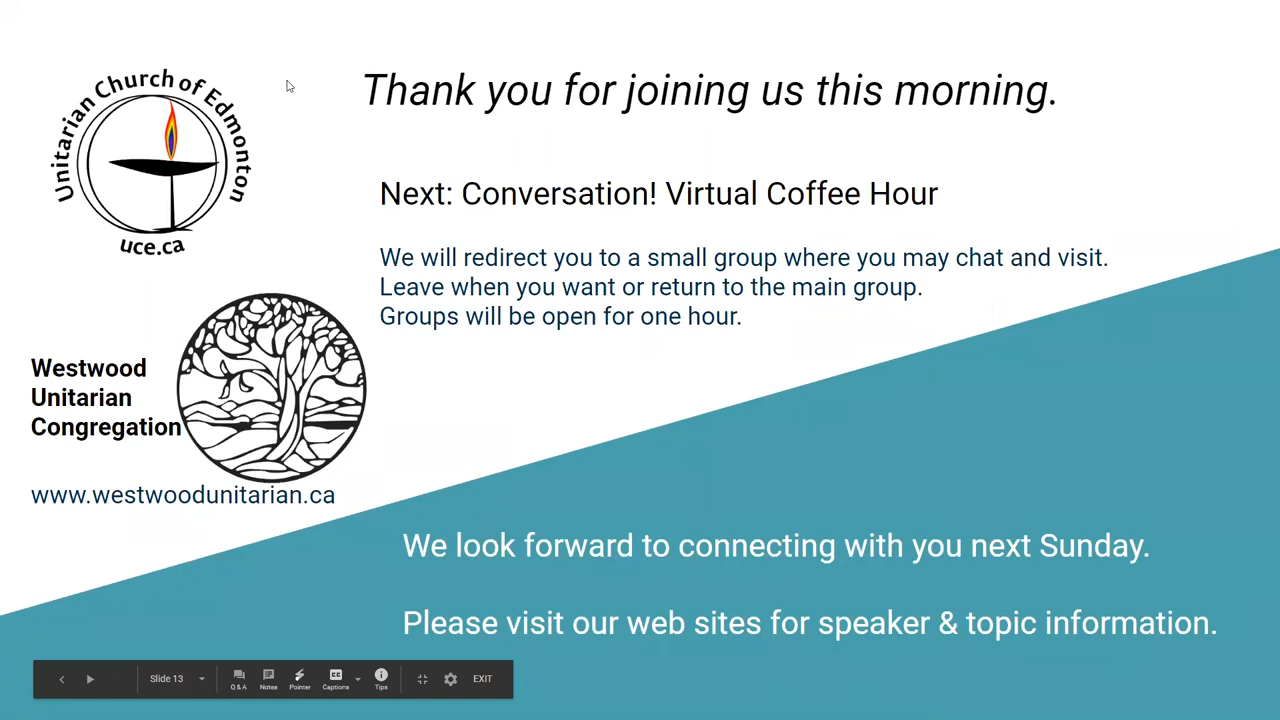 Unitarian Church of Edmonton
uce.ca
Thank you for joining us this morning.
Next: Conversation! Virtual Coffee Hour
We will redirect you to a small group where you may chat and visit.
Leave when you want or return to the main group.
Groups will be open for one hour.
Westwood
Unitarian
Congregation
www.westwoodunitarian.ca
We look forward to connecting with you next Sunday.
Please visit our web sites for speaker & topic information.
Slide 13
Q & A
Notes
Pointer
CC
Captions
Tips
EXIT